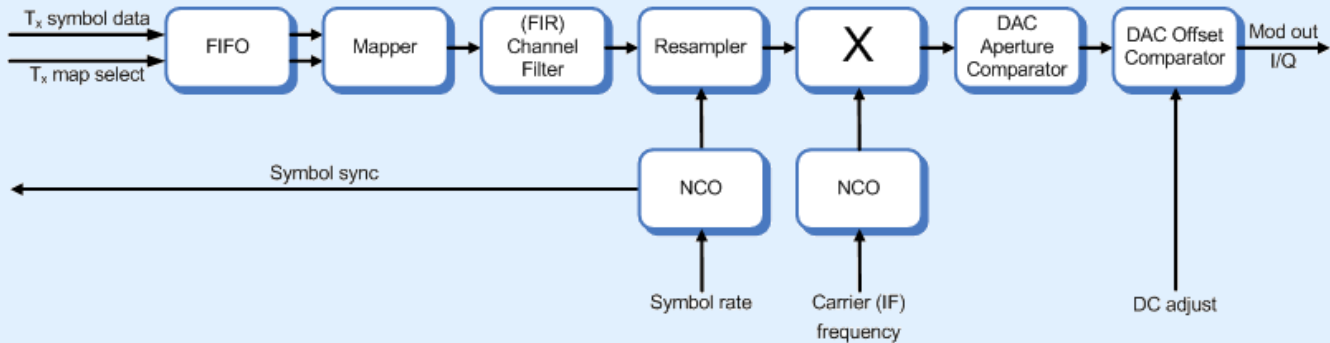 Tx symbol data
Tx map select
FIFO
Mapper
(FIR)
Channel
Filter
Resampler
X
DAC
Aperture
Comparator
DAC Offset
Comparator
Mod out
I/Q
Symbol sync
NCO
NCO
Symbol rate
Carrier (IF)
frequency
DC adjust